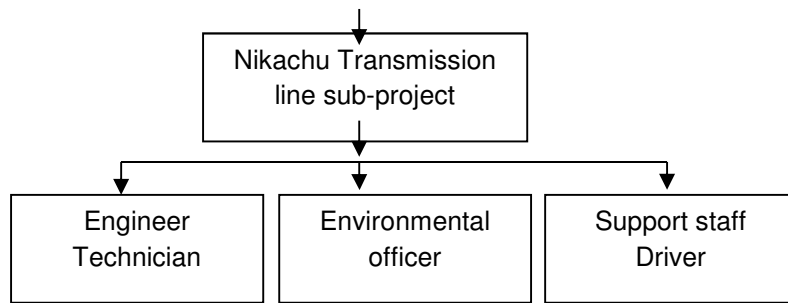 Nikachu Transmission
line sub-project
Engineer
Technician
Environmental
officer
Support staff
Driver